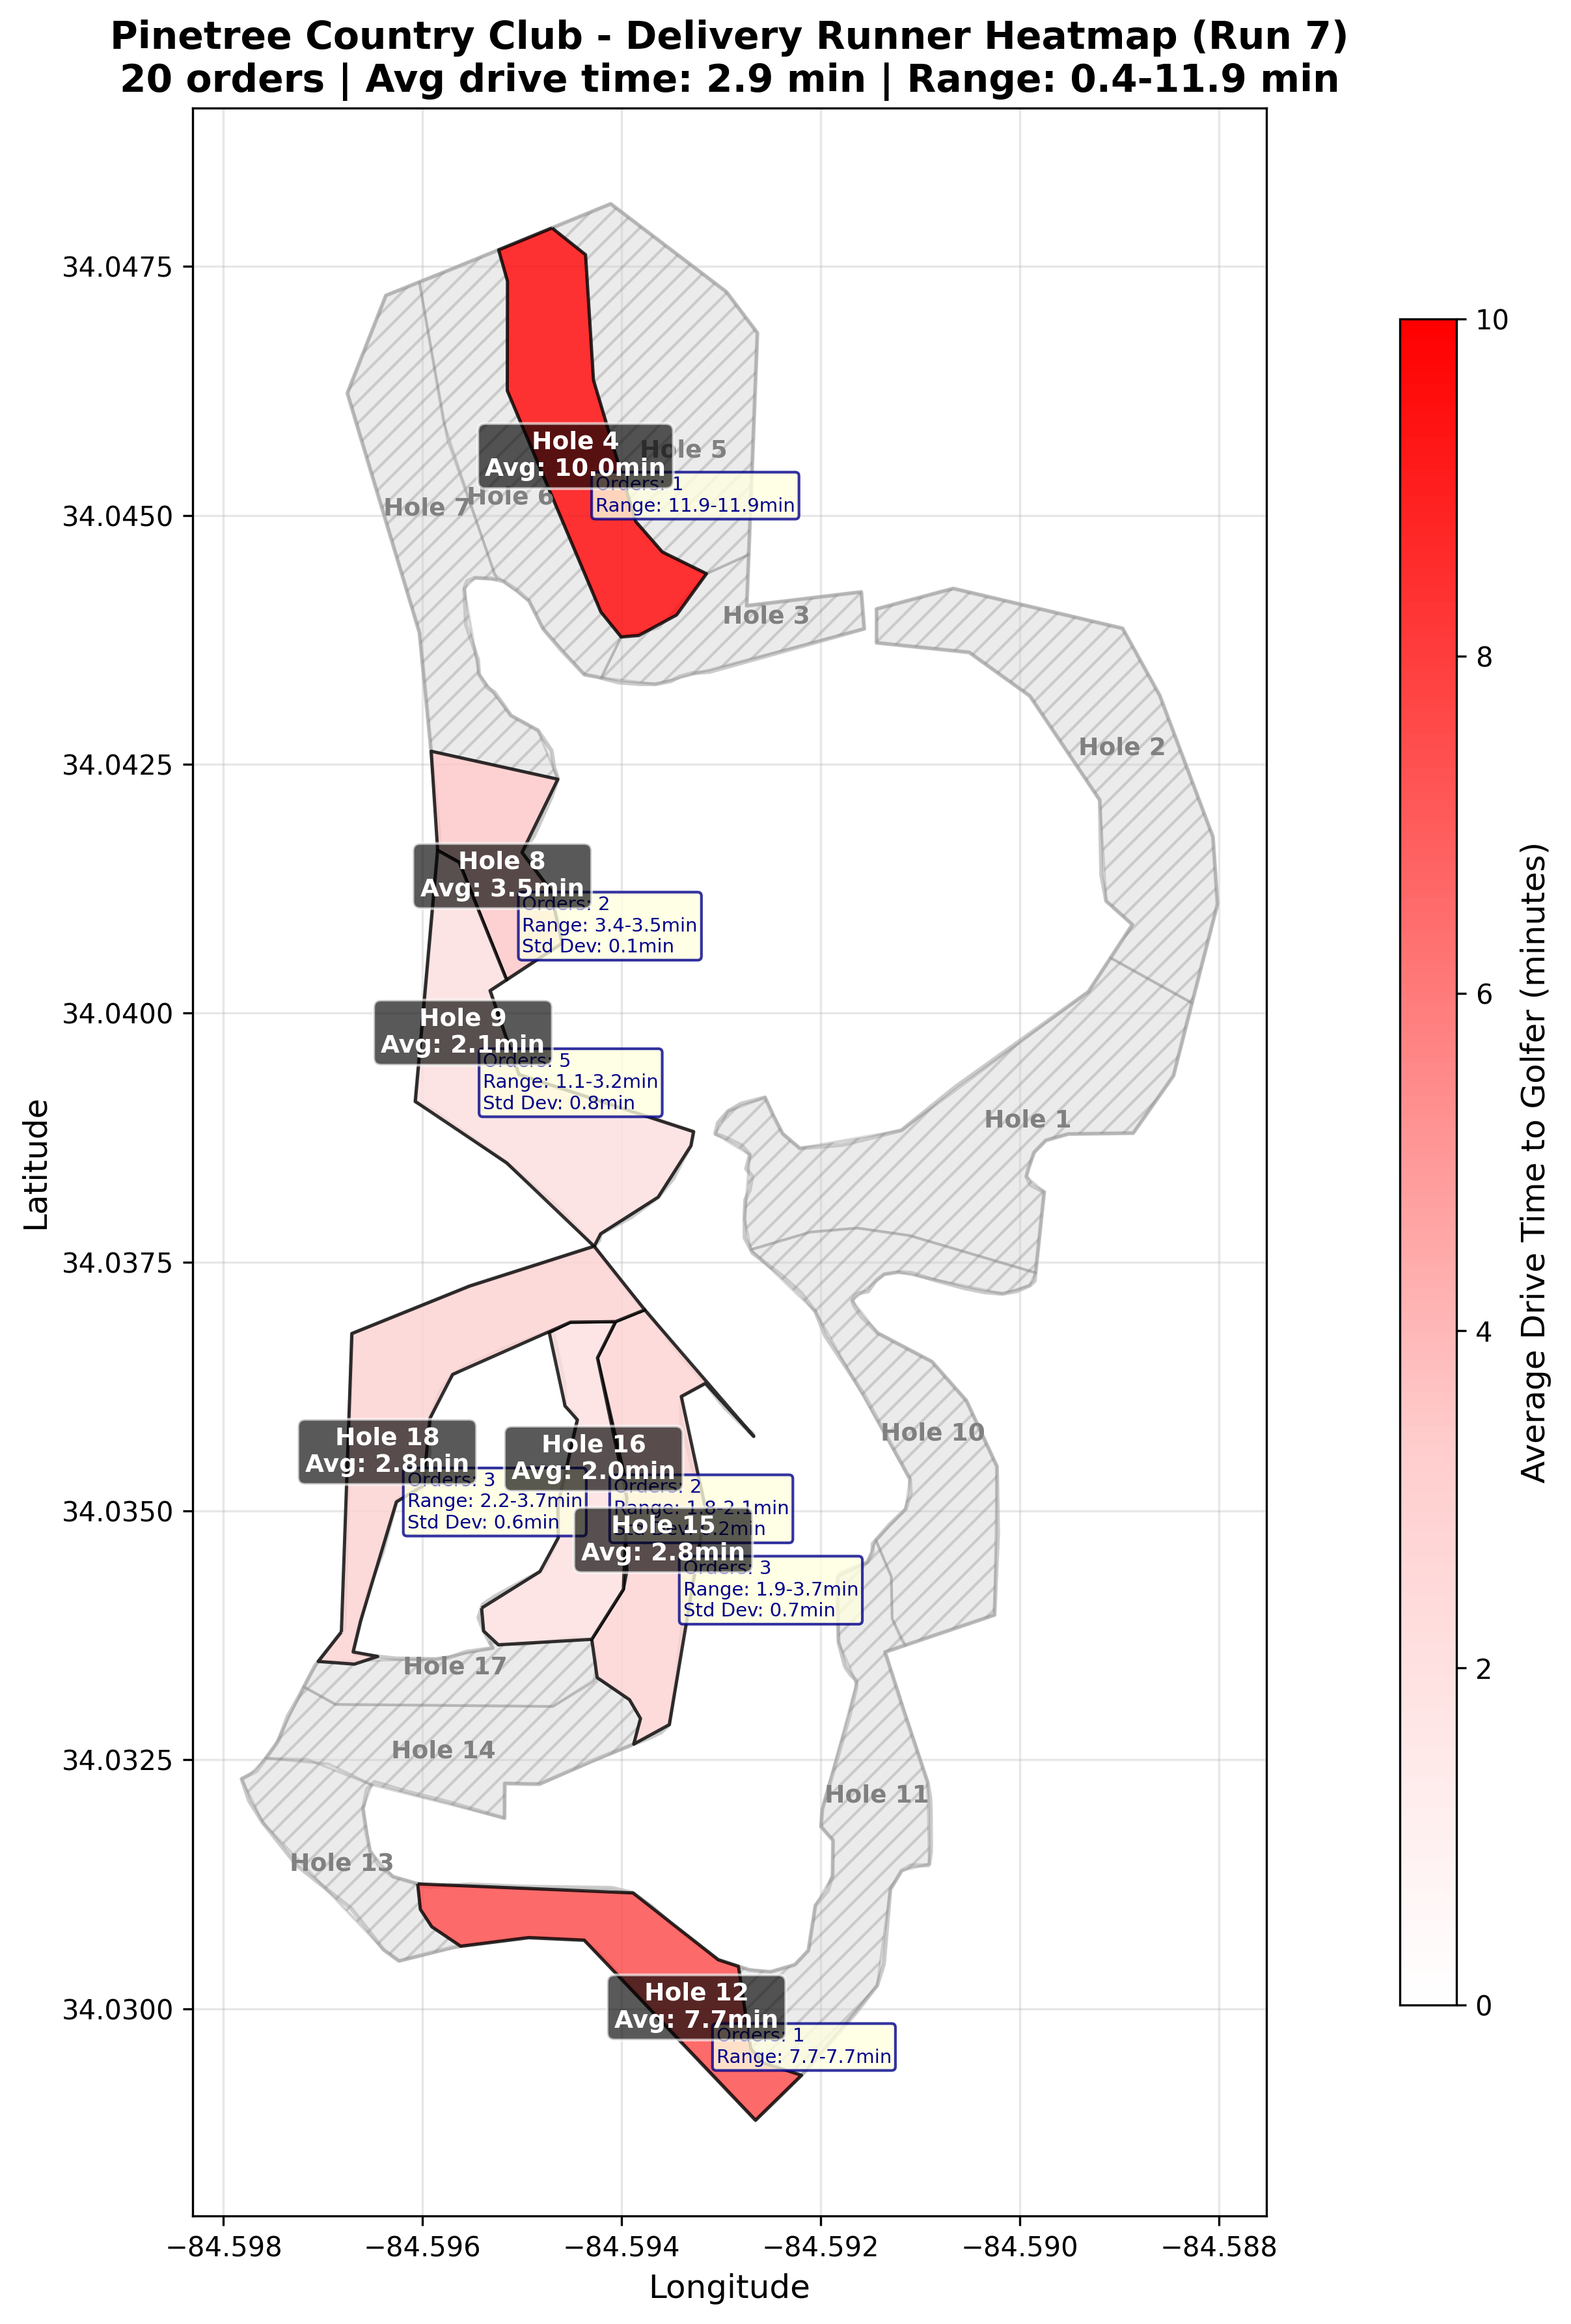 Pinetree Country Club - Delivery Runner Heatmap (Run 7)
20 orders | Avg drive time: 2.9 min | Range: 0.4-11.9 min
Latitude
34.0475
34.0450
34.0425
34.0400
34.0375
34.0350
34.0325
34.0300
Hole 4
Avg: 10.0min
Hole 5
Orders: 1
Range: 11.9-11.9min
Hole 7
Hole 6
Hole 3
Hole 2
Hole 8
Avg: 3.5min
Orders: 2
Range: 3.4-3.5min
Std Dev: 0.1min
Hole 9
Avg: 2.1min
Orders: 5
Range: 1.1-3.2min
Std Dev: 0.8min
Hole 1
Hole 10
Hole 18
Avg: 2.8min
Orders: 3
Range: 2.2-3.7min
Std Dev: 0.6min
Hole 16
Avg: 2.0min
Orders: 2
Range: 1.8-2.1min
Std Dev: 0.2min
Hole 15
Avg: 2.8min
Orders: 3
Range: 1.9-3.7min
Std Dev: 0.7min
Hole 17
Hole 14
Hole 11
Hole 13
Hole 12
Avg: 7.7min
Orders: 1
Range: 7.7-7.7min
−84.598
−84.596
−84.594
−84.592
−84.590
−84.588
Longitude
10
8
6
4
2
0
Average Drive Time to Golfer (minutes)